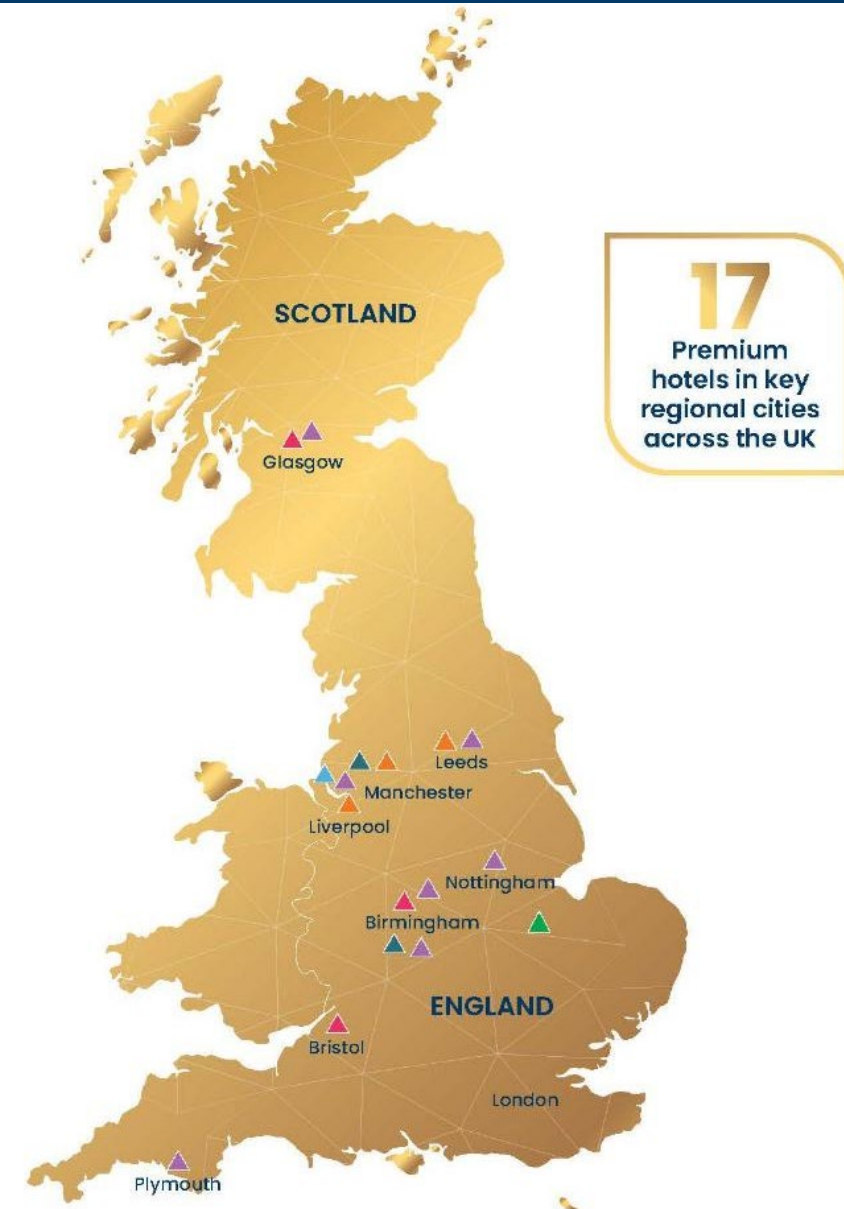 SCOTLAND
17
Premium
hotels in key
regional cities
across the UK
Glasgow
Leeds
Manchester
Liverpool
Nottingham
Birmingham
ENGLAND
Bristol
London
Plymouth